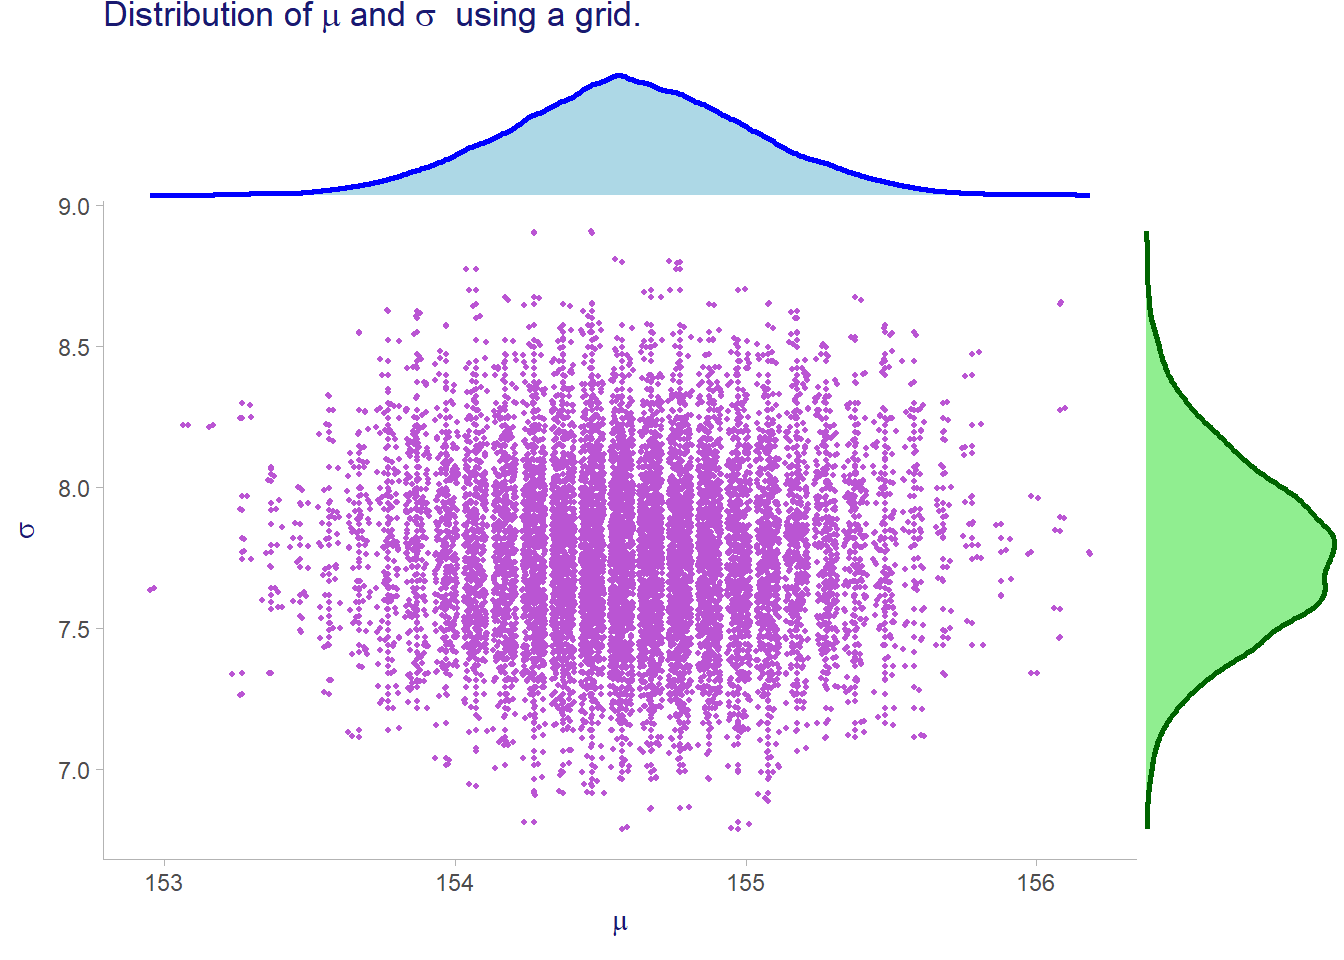 Distribution of μ and σ using a grid.
9.0
8.5
8.0
7.5
7.0
σ
153 154 155 156
μ